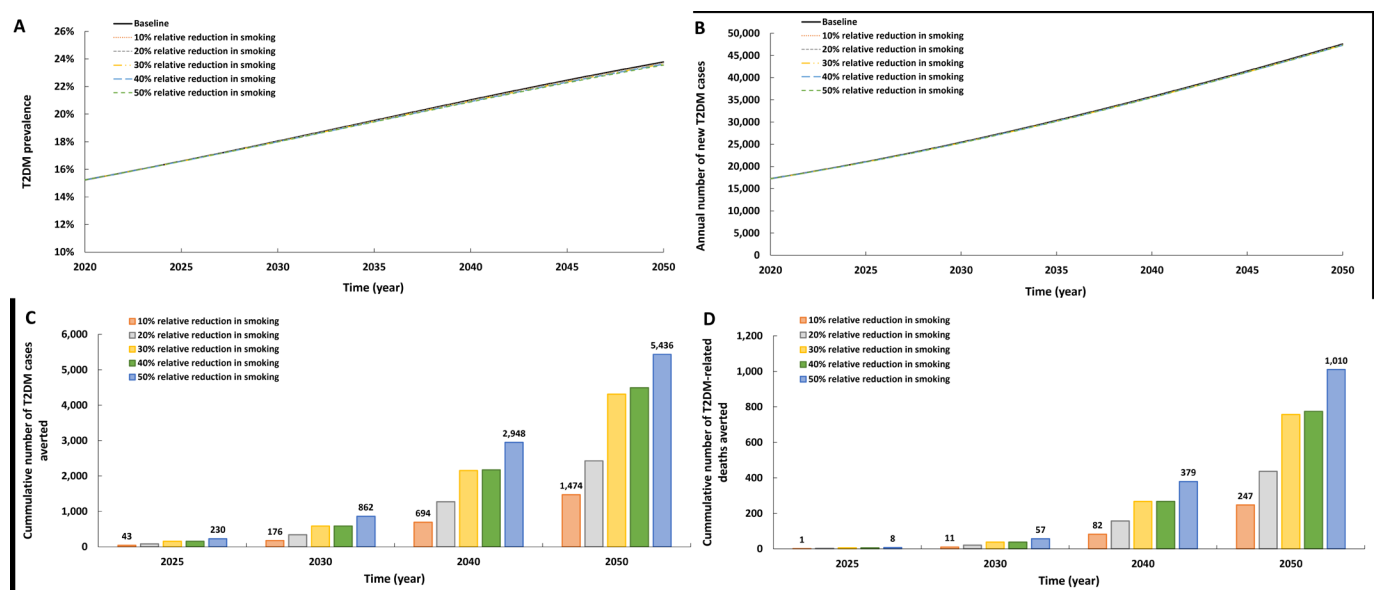 A
Baseline
10% relative reduction in smoking
20% relative reduction in smoking
30% relative reduction in smoking
40% relative reduction in smoking
50% relative reduction in smoking
26%
24%
22%
20%
18%
16%
14%
12%
10%
T2DM prevalence
2020
2025
2030
2035
2040
2045
2050
Time (year)
B
Baseline
10% relative reduction in smoking
20% relative reduction in smoking
30% relative reduction in smoking
40% relative reduction in smoking
50% relative reduction in smoking
50,000
45,000
40,000
35,000
30,000
25,000
20,000
15,000
10,000
5,000
0
Annual number of new T2DM cases
2020
2025
2030
2035
2040
2045
2050
Time (year)
C
10% relative reduction in smoking
20% relative reduction in smoking
30% relative reduction in smoking
40% relative reduction in smoking
50% relative reduction in smoking
6,000
5,000
4,000
3,000
2,000
1,000
0
Cummulative number of T2DM cases
averted
43
230
176
862
694
2,948
1,474
5,436
2025
2030
2040
2050
Time (year)
D
10% relative reduction in smoking
20% relative reduction in smoking
30% relative reduction in smoking
40% relative reduction in smoking
50% relative reduction in smoking
1,200
1,000
800
600
400
200
0
Cummulative number of T2DM-related
deaths averted
1
8
11
57
82
379
247
1,010
2025
2030
2040
2050
Time (year)